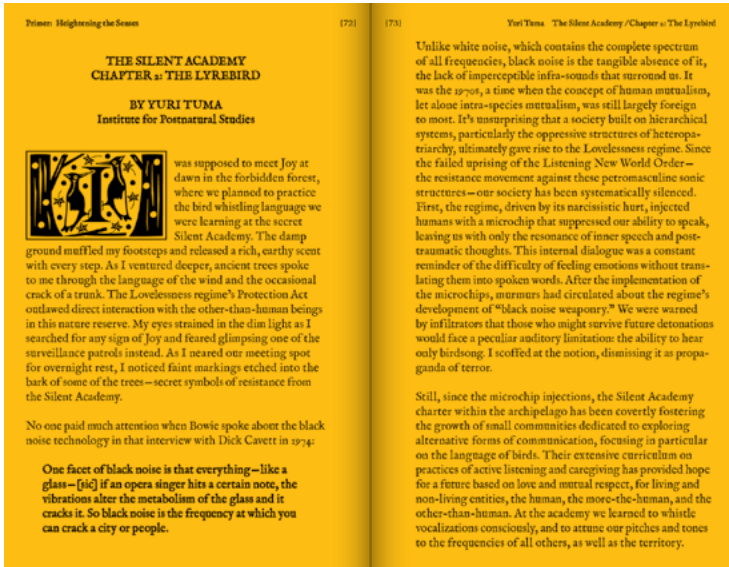 Primer: Heightening the Senses
[72]
THE SILENT ACADEMY
CHAPTER 2: THE LYREBIRD
BY YURI TUMA
Institute for Postnatural Studies
I was supposed to meet Joy at
dawn in the forbidden forest,
where we planned to practice
the bird whistling language we
were learning at the secret
Silent Academy. The damp
ground muffled my footsteps and released a rich, earthy scent
with every step. As I ventured deeper, ancient trees spoke
to me through the language of the wind and the occasional
crack of a trunk. The Lovelessness regime's Protection Act
outlawed direct interaction with the other-than-human beings
in this nature reserve. My eyes strained in the dim light as I
searched for any sign of Joy and feared glimpsing one of the
surveillance patrols instead. As I neared our meeting spot
for overnight rest, I noticed faint markings etched into the
bark of some of the trees—secret symbols of resistance from
the Silent Academy.
No one paid much attention when Bowie spoke about the black
noise technology in that interview with Dick Cavett in 1974:
One facet of black noise is that everything—like a
glass—[sic] if an opera singer hits a certain note, the
vibrations alter the metabolism of the glass and it
cracks it. So black noise is the frequency at which you
can crack a city or people.
[73]
Yuri Tuma The Silent Academy /Chapter 2: The Lyrebird
Unlike white noise, which contains the complete spectrum
of all frequencies, black noise is the tangible absence of it,
the lack of imperceptible infra-sounds that surround us. It
was the 1970s, a time when the concept of human mutualism,
let alone intra-species mutualism, was still largely foreign
to most. It's unsurprising that a society built on hierarchical
systems, particularly the oppressive structures of heteropa-
triarchy, ultimately gave rise to the Lovelessness regime. Since
the failed uprising of the Listening New World Order—
the resistance movement against these petromasculine sonic
structures—our society has been systematically silenced.
First, the regime, driven by its narcissistic hurt, injected
humans with a microchip that suppressed our ability to speak,
leaving us with only the resonance of inner speech and post-
traumatic thoughts. This internal dialogue was a constant
reminder of the difficulty of feeling emotions without trans-
lating them into spoken words. After the implementation of
the microchips, murmurs had circulated about the regime's
development of "black noise weaponry." We were warned
by infiltrators that those who might survive future detonations
would face a peculiar auditory limitation: the ability to hear
only birdsong. I scoffed at the notion, dismissing it as propa-
ganda of terror.
Still, since the microchip injections, the Silent Academy
charter within the archipelago has been covertly fostering
the growth of small communities dedicated to exploring
alternative forms of communication, focusing in particular
on the language of birds. Their extensive curriculum on
practices of active listening and caregiving has provided hope
for a future based on love and mutual respect, for living and
non-living entities, the human, the more-the-human, and the
other-than-human. At the academy we learned to whistle
vocalizations consciously, and to attune our pitches and tones
to the frequencies of all others, as well as the territory.